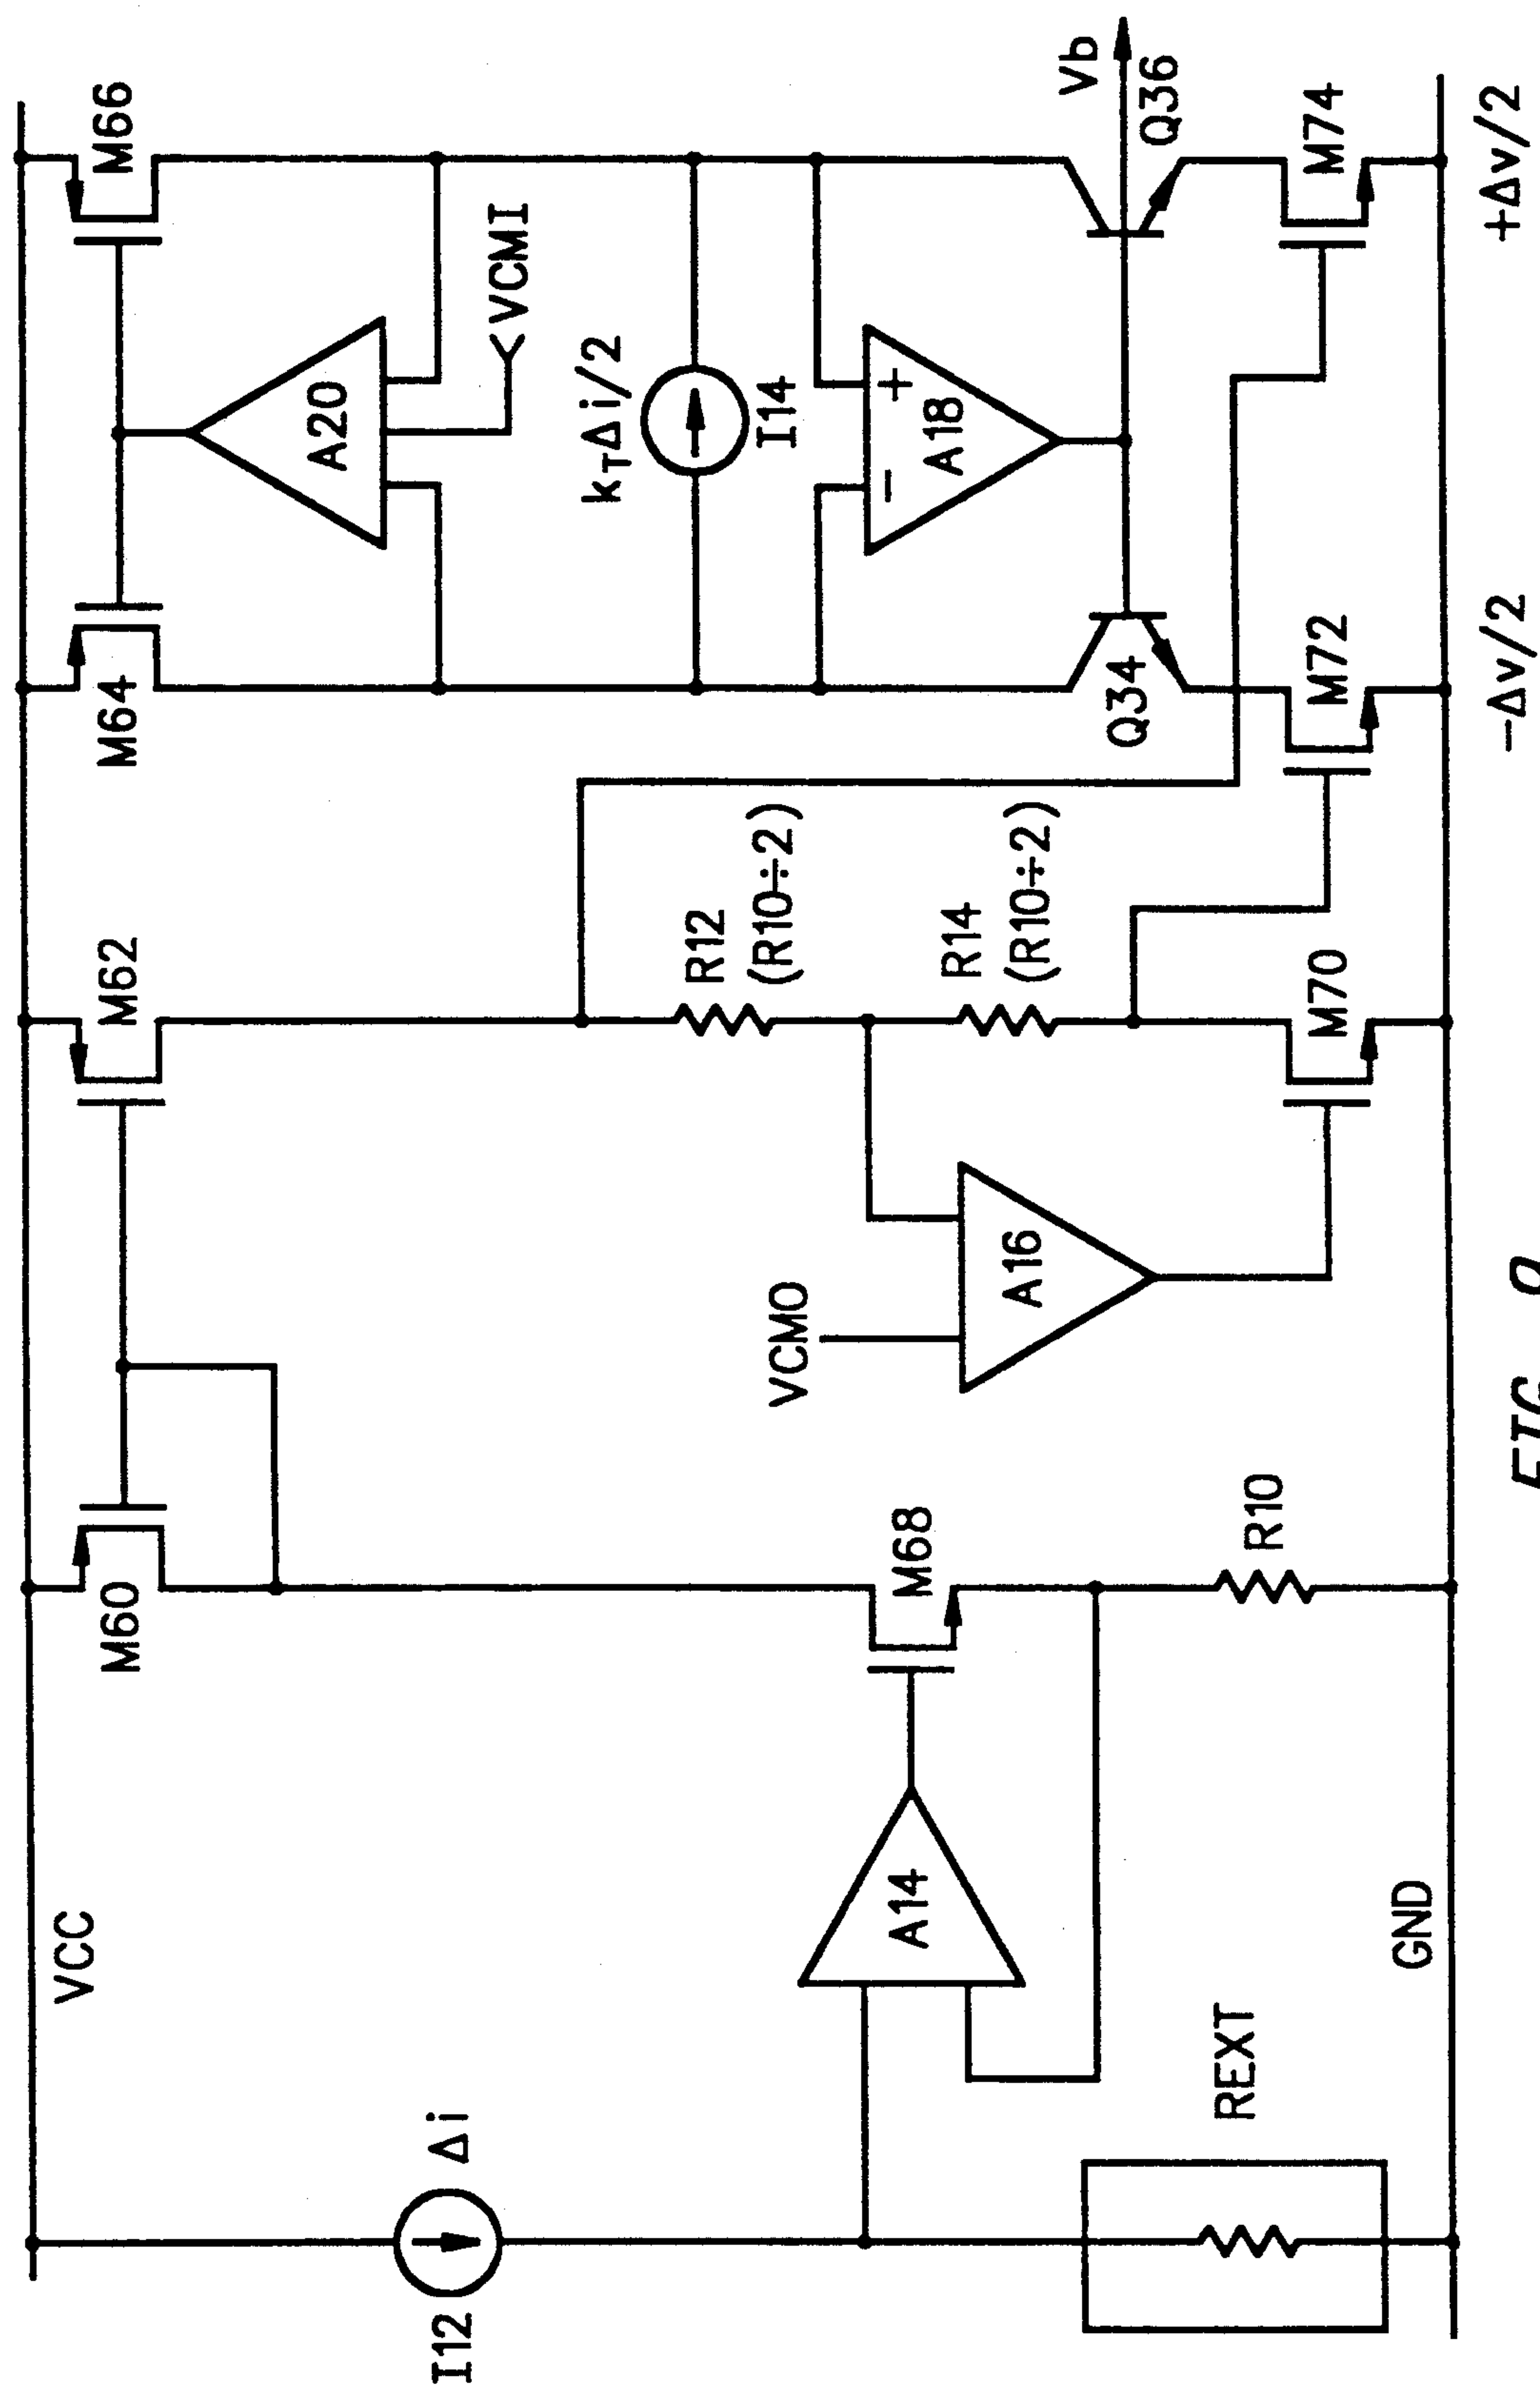 VCC
I12
Δi
REXT
GND
A14
M60
M68
R10
M62
VCMO
A16
R12
(R10÷2)
R14
(R10÷2)
M70
M64
M66
A20
VCMI
kTΔi/2
I14
A18
−
+
Q34
Q36
Vb
M72
M74
−Δv/2
+Δv/2